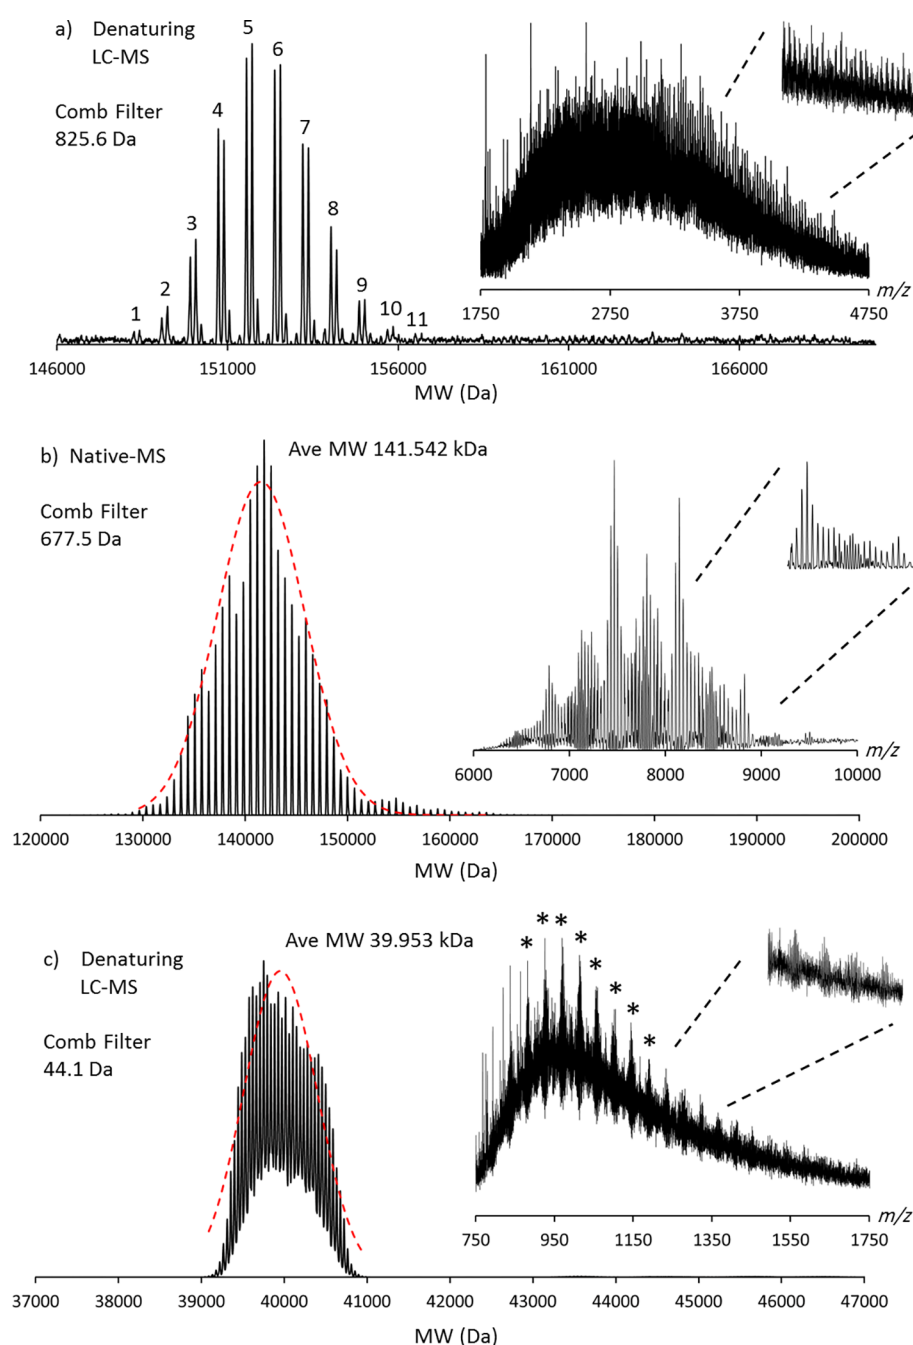 a) Denaturing
LC-MS
Comb Filter
825.6 Da
1
2
3
4
5
6
7
8
9
10
11
146000
151000
156000
161000
166000
MW (Da)
1750
2750
3750
4750
m/z
b) Native-MS
Comb Filter
677.5 Da
Ave MW 141.542 kDa
120000
130000
140000
150000
160000
170000
180000
190000
200000
MW (Da)
6000
7000
8000
9000
10000
m/z
c) Denaturing
LC-MS
Comb Filter
44.1 Da
Ave MW 39.953 kDa
* * * * * * * *
750
950
1150
1350
1550
1750
m/z
37000
38000
39000
40000
41000
42000
43000
44000
45000
46000
47000
MW (Da)